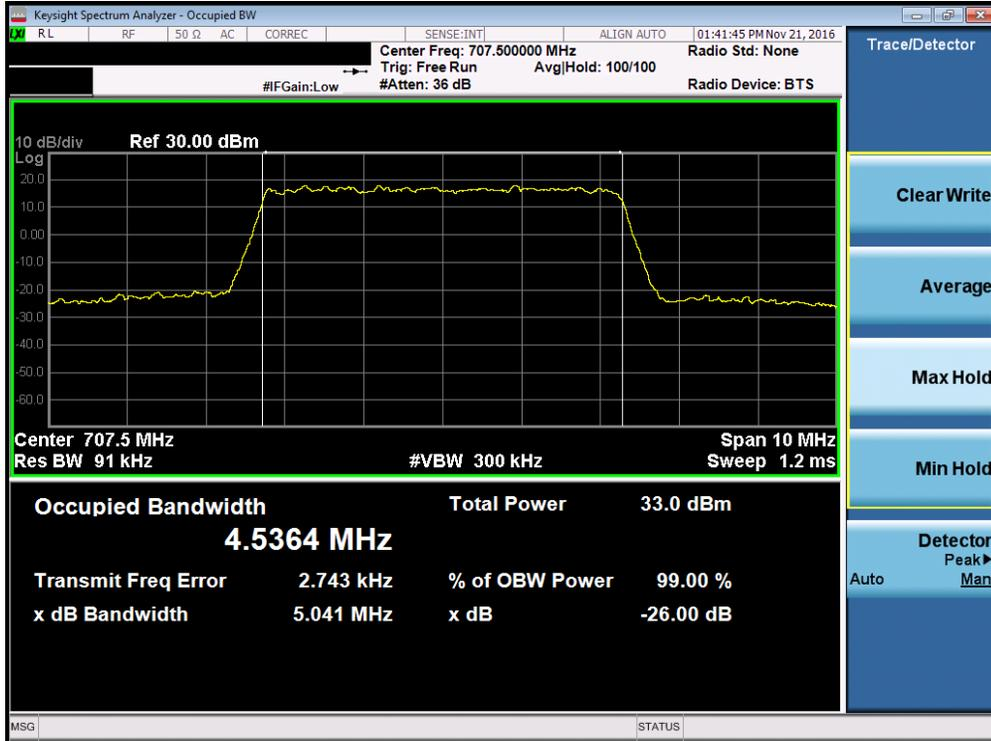 Keysight Spectrum Analyzer - Occupied BW
LXI RL RF 50 Ω AC CORREC SENSE:INT ALIGN AUTO 01:41:45 PM Nov 21, 2016
Center Freq: 707.500000 MHz Radio Std: None
Trig: Free Run Avg|Hold: 100/100
#IFGain:Low #Atten: 36 dB Radio Device: BTS
10 dB/div Ref 30.00 dBm
Log
20.0
10.0
0.00
-10.0
-20.0
-30.0
-40.0
-50.0
-60.0
Center 707.5 MHz Span 10 MHz
Res BW 91 kHz #VBW 300 kHz Sweep 1.2 ms
Occupied Bandwidth Total Power 33.0 dBm
4.5364 MHz
Transmit Freq Error 2.743 kHz % of OBW Power 99.00 %
x dB Bandwidth 5.041 MHz x dB -26.00 dB
MSG STATUS
Trace/Detector
Clear Write
Average
Max Hold
Min Hold
Detector
Peak▶
Auto Man